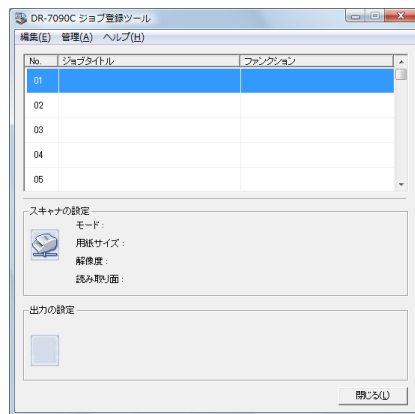 DR-7090C ジョブ登録ツール
編集(E) 管理(A) ヘルプ(H)
No. ジョブタイトル ファンクション
01
02
03
04
05
スキャナの設定
モード :
用紙サイズ :
解像度 :
読み取り面 :
出力の設定
閉じる(L)